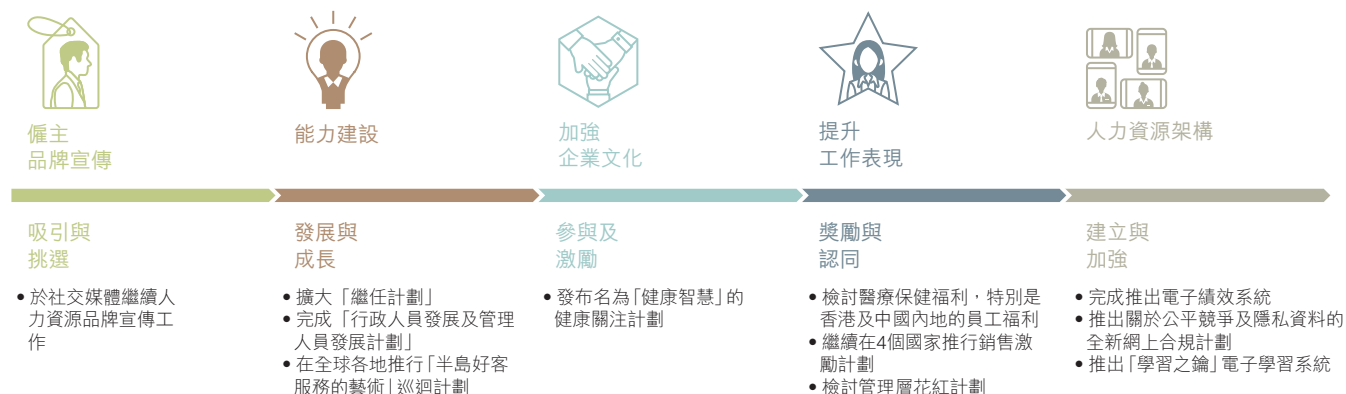 僱主
品牌宣傳
能力建設
加強
企業文化
提升
工作表現
人力資源架構
吸引與
挑選
發展與
成長
參與及
激勵
獎勵與
認同
建立與
加強
• 於社交媒體繼續人
力資源品牌宣傳工
作
• 擴大「繼任計劃」
• 完成「行政人員發展及管理
人員發展計劃」
• 在全球各地推行「半島好客
服務的藝術」巡迴計劃
• 發布名為「健康智慧」的
健康關注計劃
• 檢討醫療保健福利，特別是
香港及中國內地的員工福利
• 繼續在4個國家推行銷售激
勵計劃
• 檢討管理層花紅計劃
• 完成推出電子績效系統
• 推出關於公平競爭及隱私資料的
全新網上合規計劃
• 推出「學習之鑰」電子學習系統